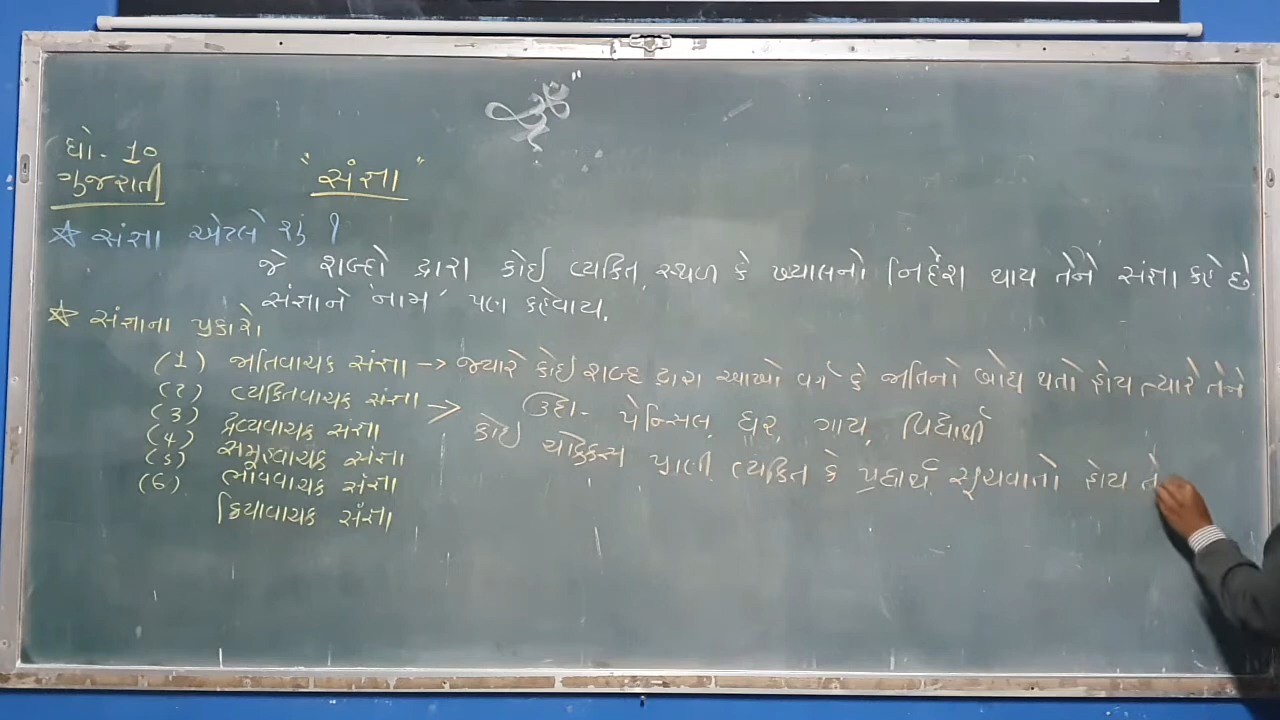 ધો. 10
ગુજરાતી
"સંજ્ઞા"
☆ સંજ્ઞા એટલે શું ?
જે શબ્દો દ્વારા કોઈ વ્યકિત, સ્થળ કે ખ્યાલનો નિર્દેશ થાય તેને સંજ્ઞા કહે છે.
સંજ્ઞાને 'નામ' પણ કહેવાય.
☆ સંજ્ઞાના પ્રકારો
(1) જાતિવાચક સંજ્ઞા → જ્યારે કોઈ શબ્દ દ્વારા આખો વર્ગ કે જાતિનો બોધ થતો હોય ત્યારે તેને
ઉદા- પેન્સિલ, ઘર, ગાય, વિદ્યાર્થી
(2) વ્યકિતવાચક સંજ્ઞા → કોઇ ચોક્કસ પ્રાણી વ્યકિત કે પદાર્થ સૂચવાતો હોય તે
(3) દ્રવ્યવાચક સંજ્ઞા
(4) સમૂહવાચક સંજ્ઞા
(5) ભાવવાચક સંજ્ઞા
(6) ક્રિયાવાચક સંજ્ઞા